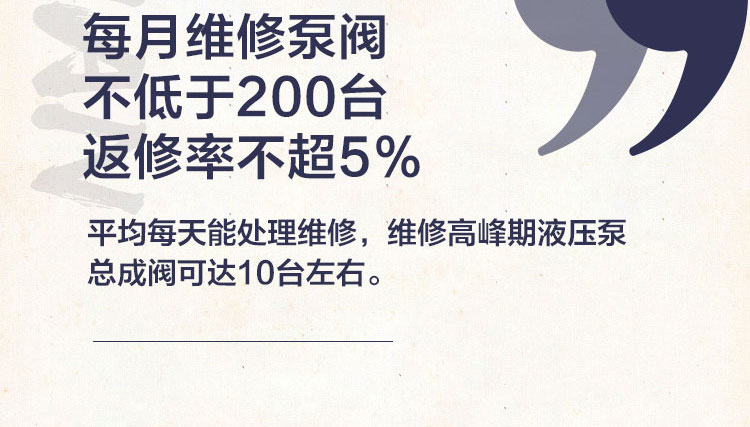 每月维修泵阀
不低于200台
返修率不超5%
平均每天能处理维修，维修高峰期液压泵
总成阀可达10台左右。